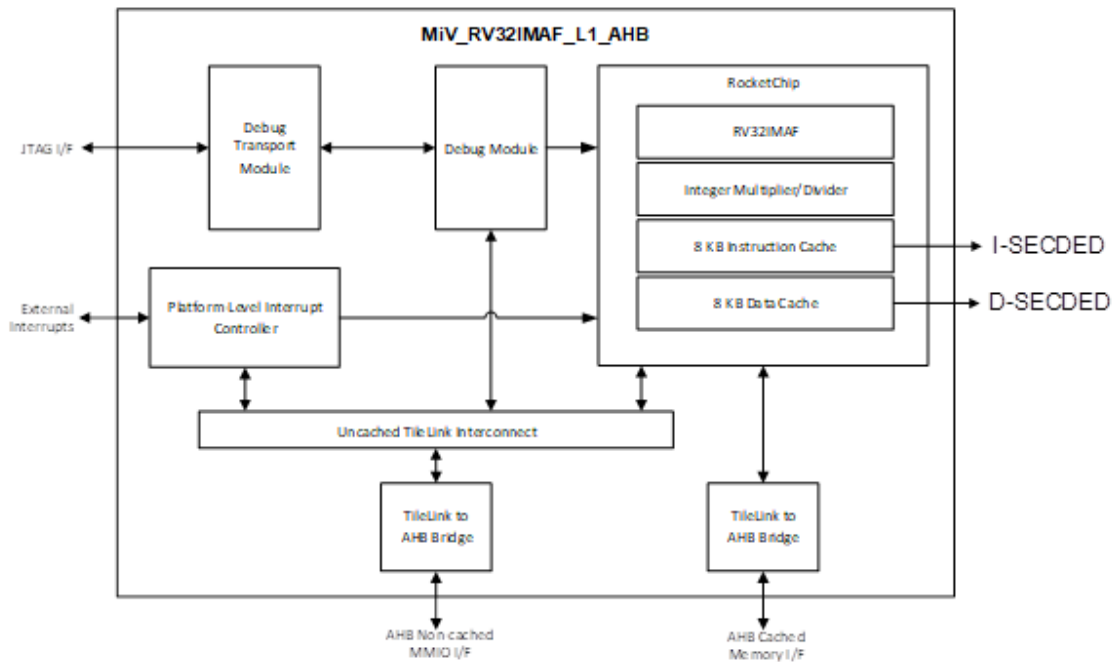 MiV_RV32IMAF_L1_AHB
RocketChip
Debug
Transport
Module
Debug Module
RV32IMAF
JTAG I/F
Integer Multiplier/Divider
8 KB Instruction Cache
I-SECDED
8 KB Data Cache
D-SECDED
External
Interrupts
Platform-Level Interrupt
Controller
Uncached TileLink Interconnect
TileLink to
AHB Bridge
TileLink to
AHB Bridge
AHB Non cached
MMIO I/F
AHB Cached
Memory I/F